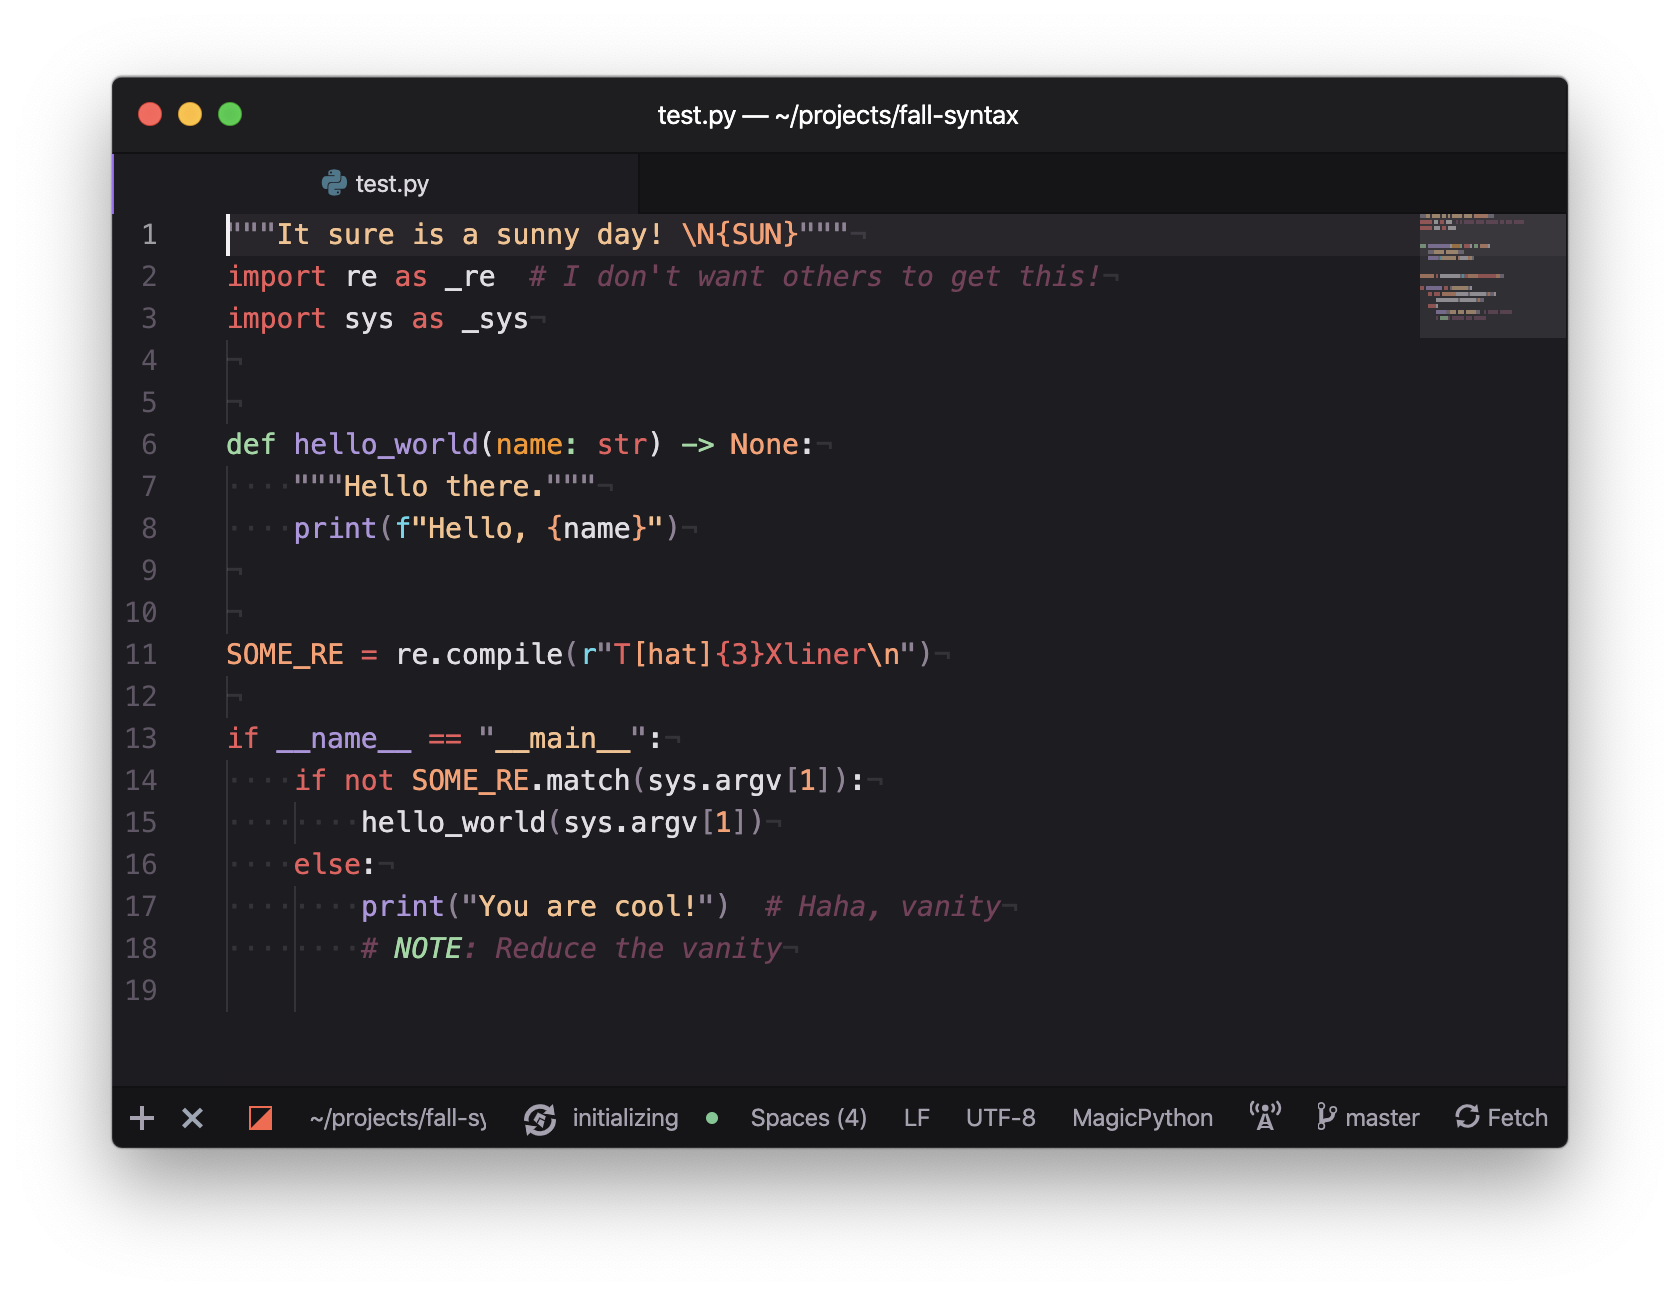 test.py — ~/projects/fall-syntax
test.py
1 """It sure is a sunny day! \N{SUN}"""¬
2 import re as _re  # I don't want others to get this!¬
3 import sys as _sys¬
4 ¬
5 ¬
6 def hello_world(name: str) -> None:¬
7 ····"""Hello there."""¬
8 ····print(f"Hello, {name}")¬
9 ¬
10 ¬
11 SOME_RE = re.compile(r"T[hat]{3}Xliner\n")¬
12 ¬
13 if __name__ == "__main__":¬
14 ····if not SOME_RE.match(sys.argv[1]):¬
15 ········hello_world(sys.argv[1])¬
16 ····else:¬
17 ········print("You are cool!")  # Haha, vanity¬
18 ········# NOTE: Reduce the vanity¬
19
~/projects/fall-sy initializing Spaces (4) LF UTF-8 MagicPython master Fetch